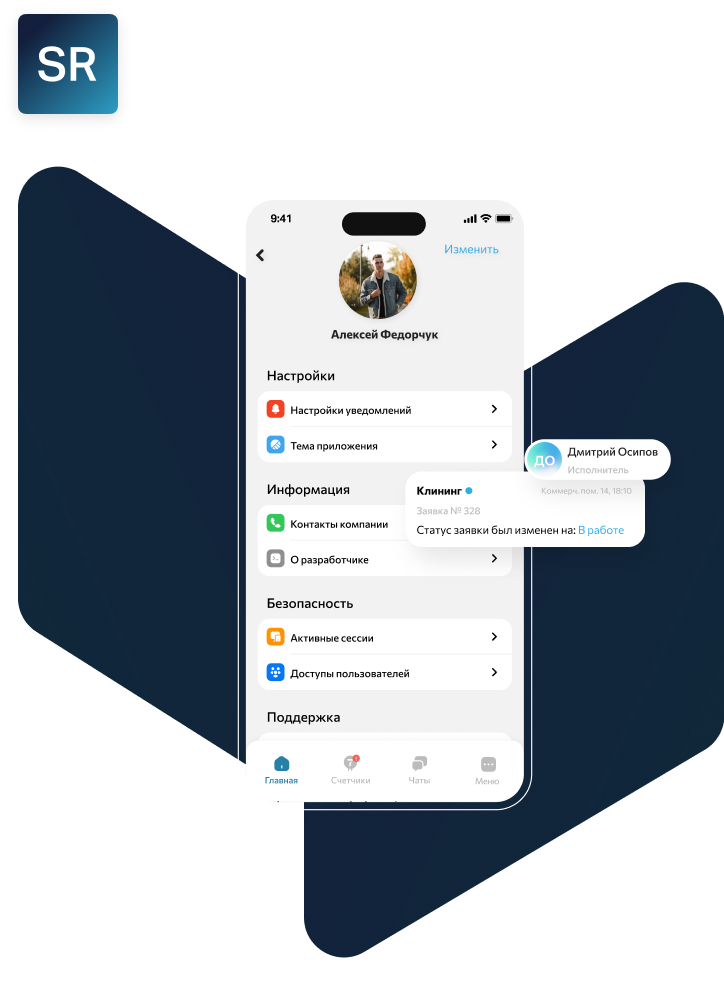 SR
9:41
Изменить
Алексей Федорчук
Настройки
Настройки уведомлений
Тема приложения
Дмитрий Осипов
ДО
Исполнитель
Информация
Клининг
Коммерч. пом. 14, 18:10
Заявка № 328
Контакты компании
Статус заявки был изменен на: В работе
О разработчике
Безопасность
Активные сессии
Доступы пользователей
Поддержка
Главная
Счетчики
Чаты
Меню